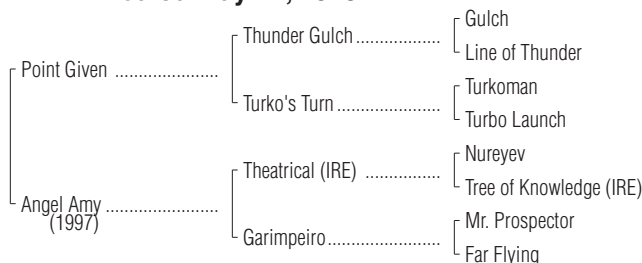 Gulch
Thunder Gulch ....................
Line of Thunder
Point Given .........................
Turkoman
Turko's Turn .........................
Turbo Launch
Nureyev
Theatrical (IRE) ..................
Tree of Knowledge (IRE)
Angel Amy ...........................
(1997)
Mr. Prospector
Garimpeiro ...........................
Far Flying